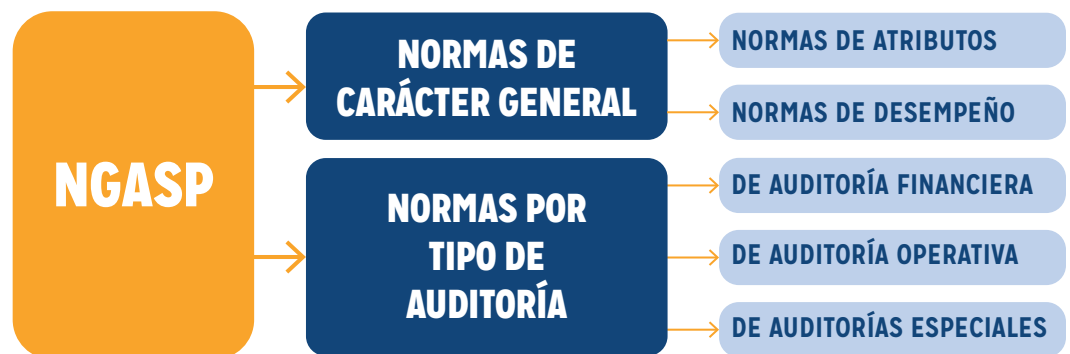 NGASP
NORMAS DE
CARÁCTER GENERAL
NORMAS DE ATRIBUTOS
NORMAS DE DESEMPEÑO
NORMAS POR
TIPO DE
AUDITORÍA
DE AUDITORÍA FINANCIERA
DE AUDITORÍA OPERATIVA
DE AUDITORÍAS ESPECIALES